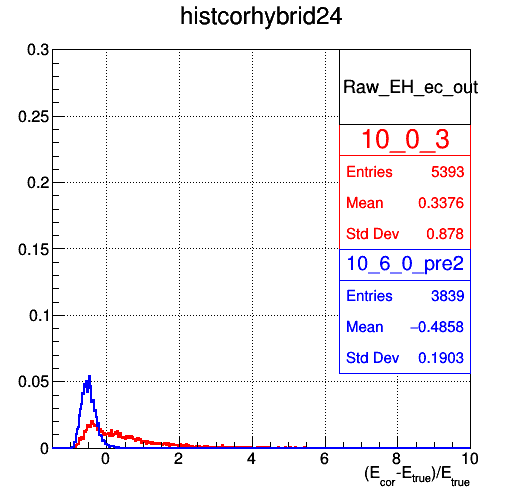 histcorhybrid24
0.3
0.25
0.2
0.15
0.1
0.05
0
0 2 4 6 8 10
(E_cor-E_true)/E_true
Raw_EH_ec_out
10_0_3
Entries 5393
Mean 0.3376
Std Dev 0.878
10_6_0_pre2
Entries 3839
Mean −0.4858
Std Dev 0.1903